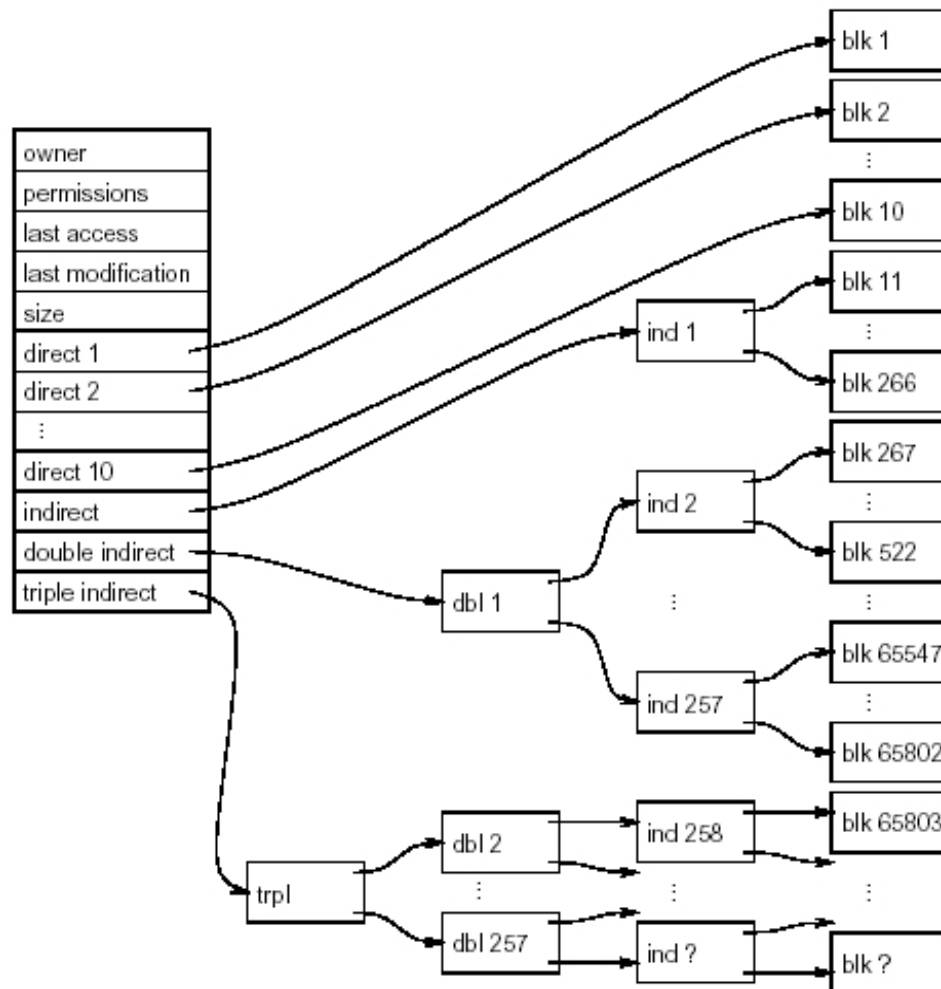 blk 1
blk 2
⋮
owner
permissions
last access
last modification
size
direct 1
direct 2
⋮
direct 10
indirect
double indirect
triple indirect
blk 10
blk 11
ind 1
⋮
blk 266
blk 267
ind 2
⋮
blk 522
dbl 1
⋮
⋮
blk 65547
ind 257
⋮
blk 65802
blk 65803
dbl 2
ind 258
trpl
⋮
⋮
⋮
dbl 257
ind ?
blk ?